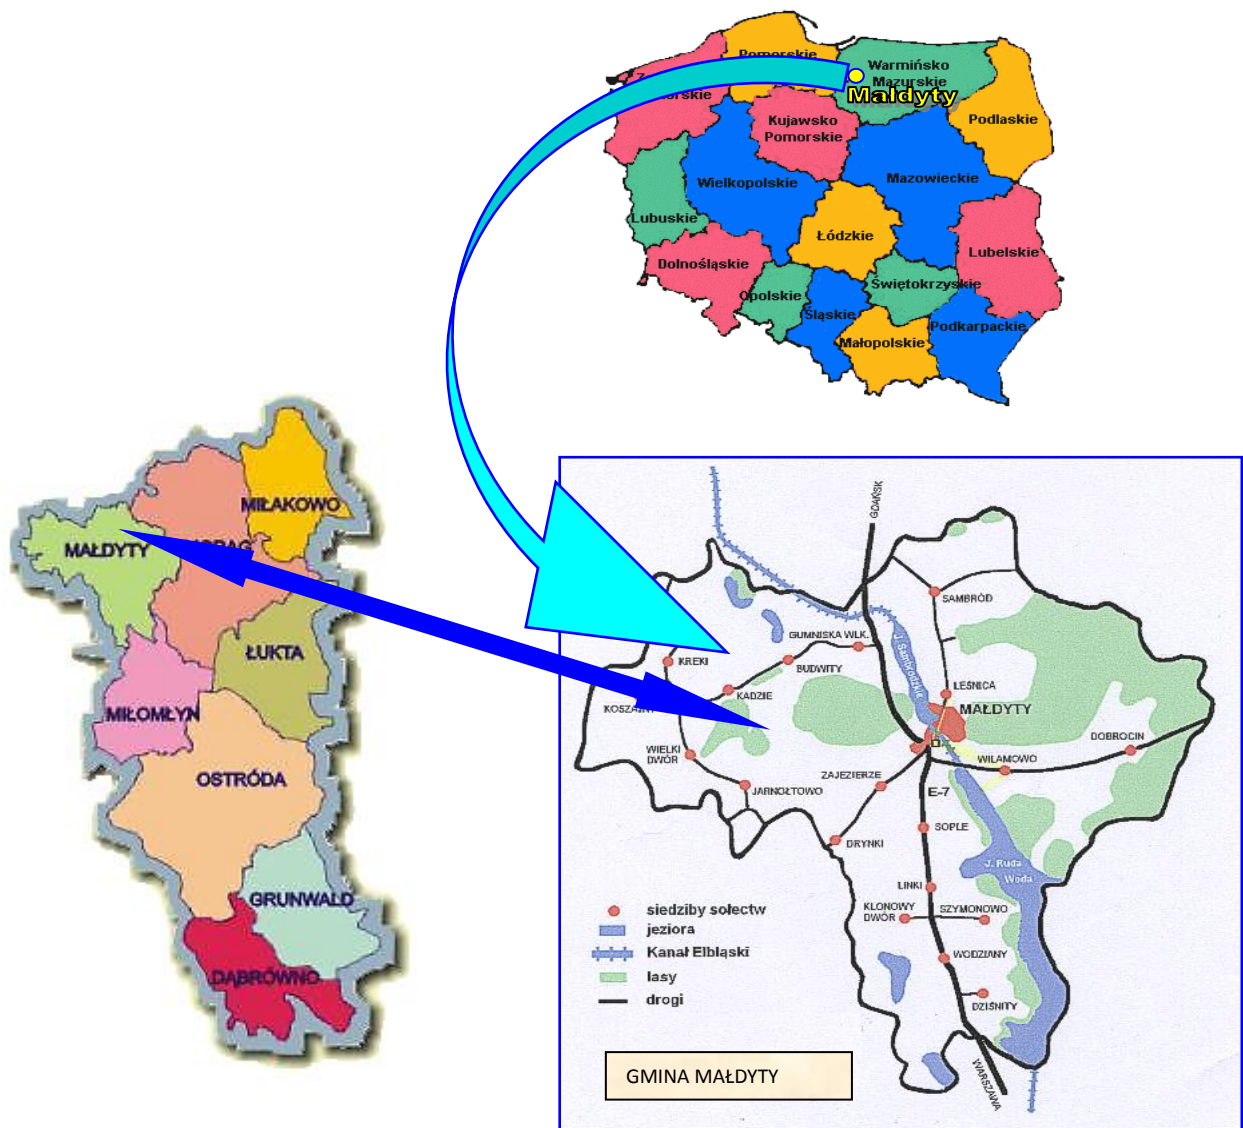 Pomorskie
Warmińsko
Mazurskie
Małdyty
Podlaskie
Kujawsko
Pomorskie
Wielkopolskie
Mazowieckie
Lubuskie
Łódzkie
Lubelskie
Dolnośląskie
Opolskie
Śląskie
Świętokrzyskie
Małopolskie
Podkarpackie
MIŁAKOWO
MAŁDYTY
ŁUKTA
MIŁOMŁYN
OSTRÓDA
GRUNWALD
DĄBRÓWNO
GDAŃSK
SAMBRÓD
GUMNISKA WLK.
J. Sambrodzkie
KREKI
BUDWITY
KADZIE
LEŚNICA
MAŁDYTY
DOBROCIN
WIELKI
DWÓR
WILAMOWO
ZAJEZIERZE
JARNOŁTOWO
E-7
SOPLE
DRYNKI
J. Ruda
Woda
LINKI
KLONOWY
DWÓR
SZYMONOWO
WODZIANY
DZIŚNITY
WARSZAWA
siedziby sołectw
jeziora
Kanał Elbląski
lasy
drogi
GMINA MAŁDYTY